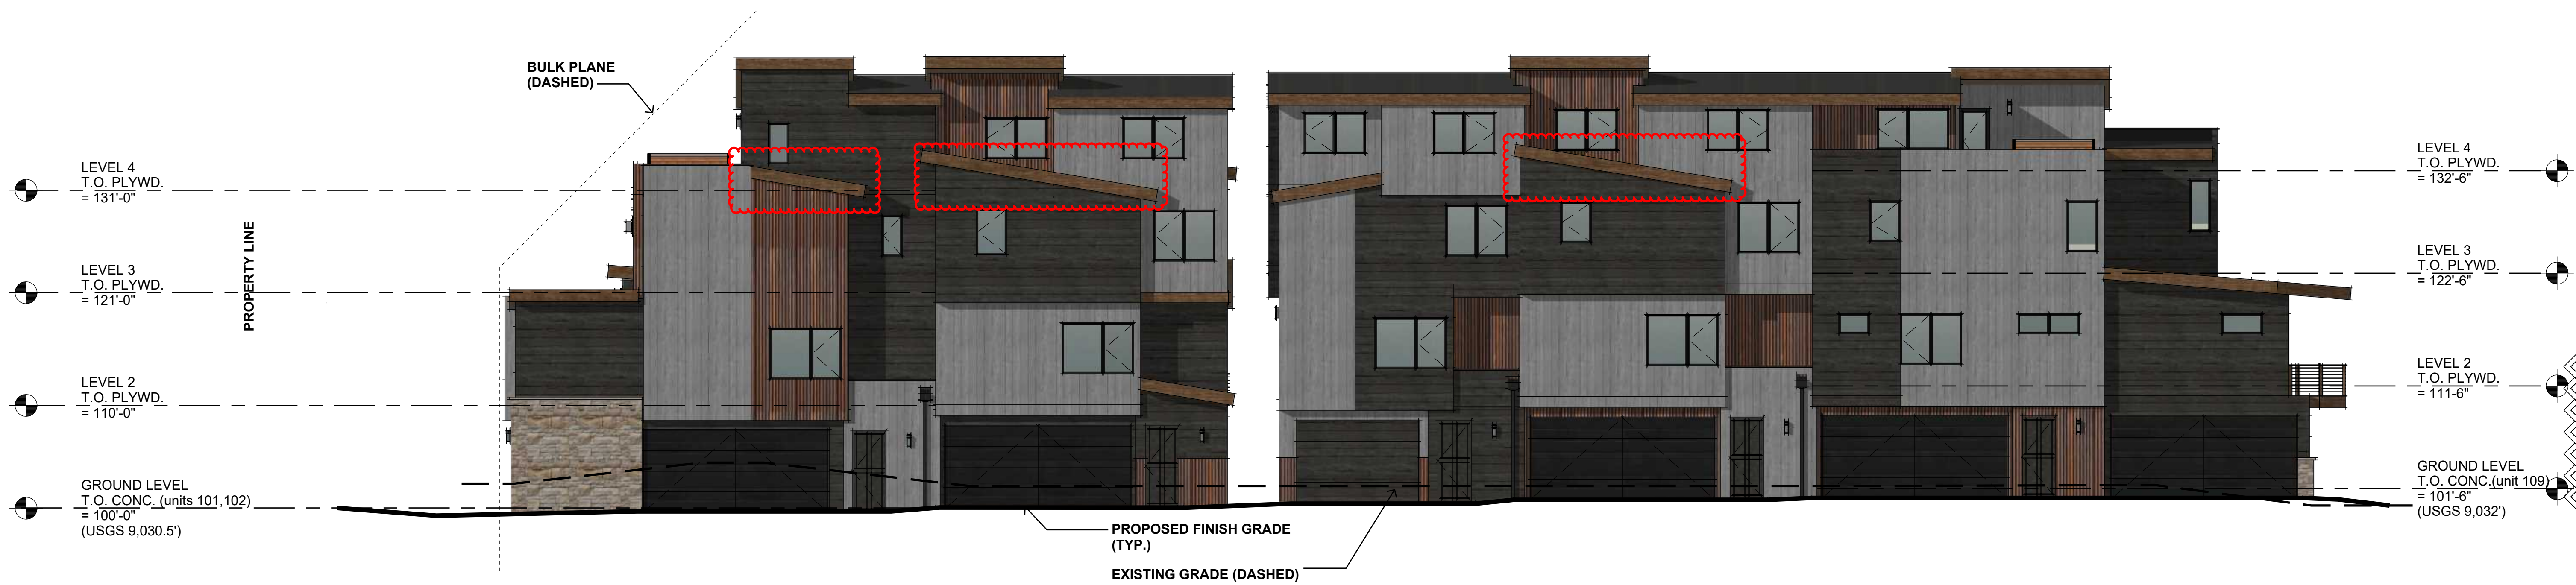 BULK PLANE
(DASHED)
LEVEL 4
T.O. PLYWD.
= 131'-0"
LEVEL 3
T.O. PLYWD.
= 121'-0"
LEVEL 2
T.O. PLYWD.
= 110'-0"
GROUND LEVEL
T.O. CONC. (units 101,102)
= 100'-0"
(USGS 9,030.5')
PROPERTY LINE
PROPOSED FINISH GRADE
(TYP.)
EXISTING GRADE (DASHED)
LEVEL 4
T.O. PLYWD.
= 132'-6"
LEVEL 3
T.O. PLYWD.
= 122'-6"
LEVEL 2
T.O. PLYWD.
= 111'-6"
GROUND LEVEL
T.O. CONC.(unit 109)
= 101'-6"
(USGS 9,032')